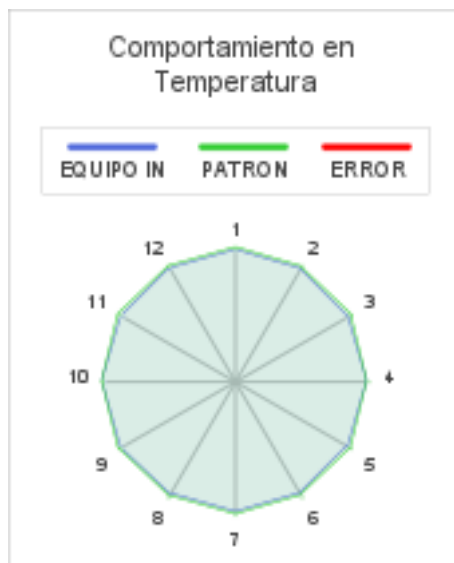 Comportamiento en
Temperatura
EQUIPO IN PATRON ERROR
1
12 2
11 3
10 4
9 5
8 6
7